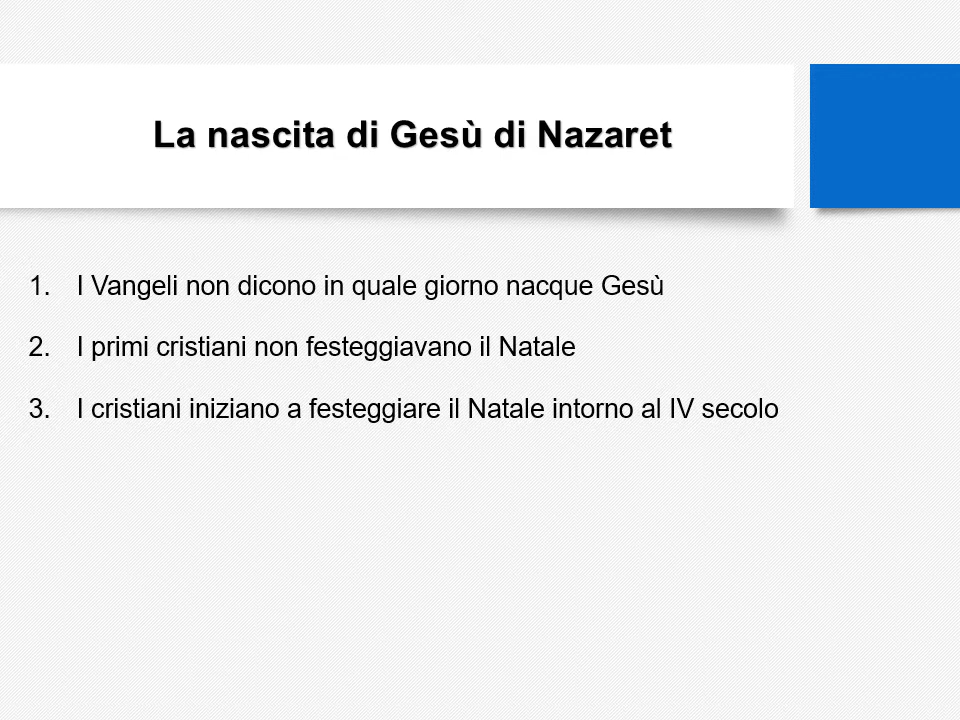 La nascita di Gesù di Nazaret
1. I Vangeli non dicono in quale giorno nacque Gesù
2. I primi cristiani non festeggiavano il Natale
3. I cristiani iniziano a festeggiare il Natale intorno al IV secolo